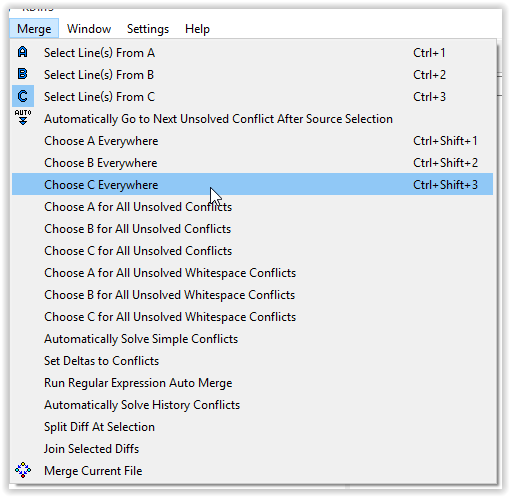 Merge Window Settings Help
A Select Line(s) From A Ctrl+1
B Select Line(s) From B Ctrl+2
C Select Line(s) From C Ctrl+3
AUTO Automatically Go to Next Unsolved Conflict After Source Selection
Choose A Everywhere Ctrl+Shift+1
Choose B Everywhere Ctrl+Shift+2
Choose C Everywhere Ctrl+Shift+3
Choose A for All Unsolved Conflicts
Choose B for All Unsolved Conflicts
Choose C for All Unsolved Conflicts
Choose A for All Unsolved Whitespace Conflicts
Choose B for All Unsolved Whitespace Conflicts
Choose C for All Unsolved Whitespace Conflicts
Automatically Solve Simple Conflicts
Set Deltas to Conflicts
Run Regular Expression Auto Merge
Automatically Solve History Conflicts
Split Diff At Selection
Join Selected Diffs
Merge Current File